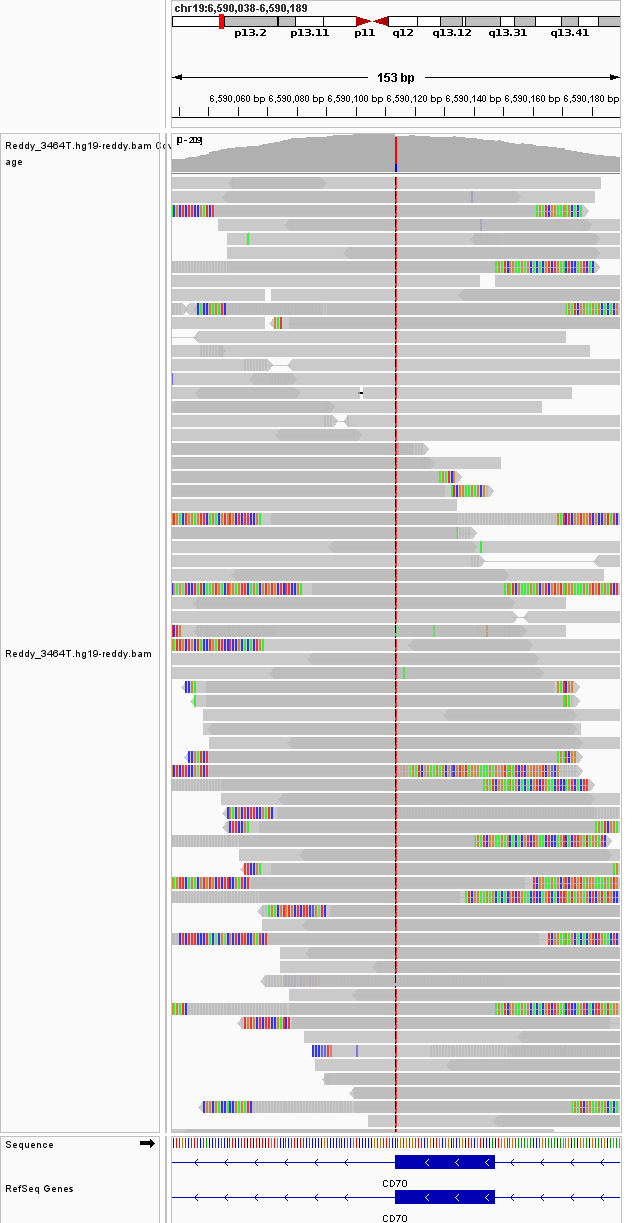 chr19:6,590,038-6,590,189
p13.2 p13.11 p11 q12 q13.12 q13.31 q13.41
153 bp
6,590,060 bp 6,590,080 bp 6,590,100 bp 6,590,120 bp 6,590,140 bp 6,590,160 bp 6,590,180 bp
Reddy_3464T.hg19-reddy.bam Cov
age
[0 - 209]
Reddy_3464T.hg19-reddy.bam
Sequence
CD70
RefSeq Genes
CD70